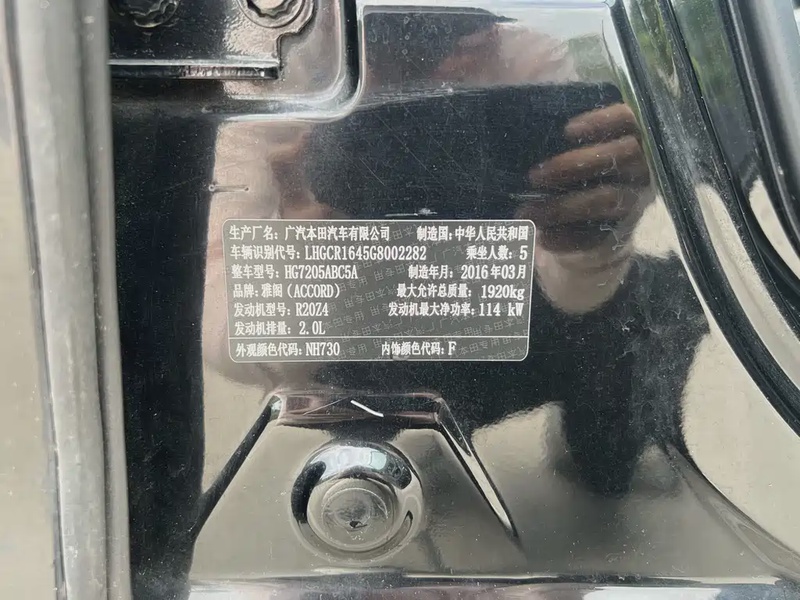 生产厂名：广汽本田汽车有限公司 制造国：中华人民共和国
车辆识别代号：LHGCR1645G8002282 乘坐人数：5
整车型号：HG7205ABC5A 制造年月：2016年03月
品牌：雅阁（ACCORD） 最大允许总质量：1920kg
发动机型号：R20Z4 发动机最大净功率：114 kW
发动机排量：2.0L
外观颜色代码：NH730 内饰颜色代码：F